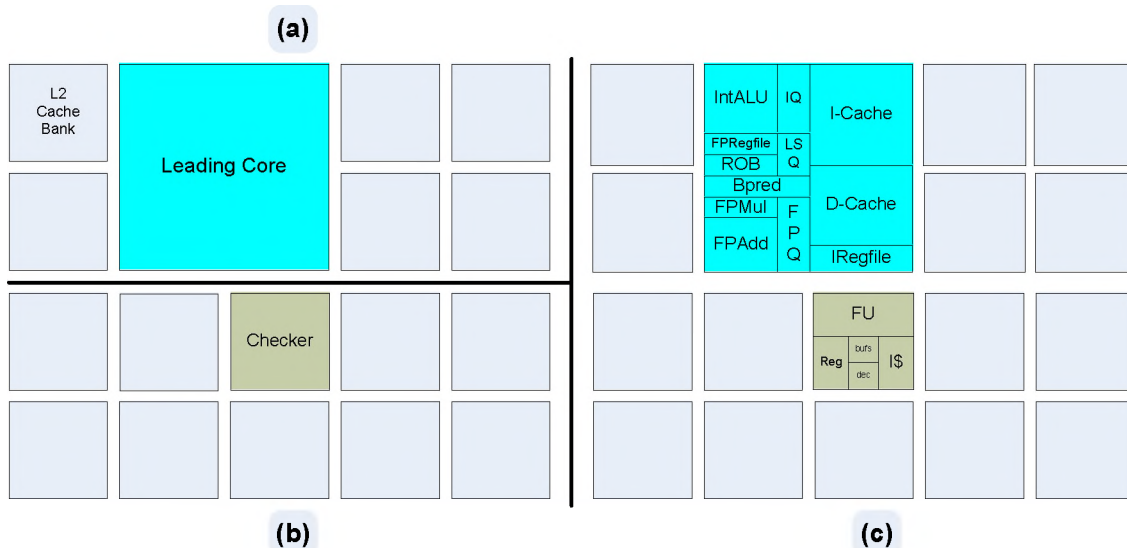 (a)
L2
Cache
Bank
Leading Core
Checker
(b)
IntALU
IQ
I-Cache
FPRegfile
LS
Q
ROB
Bpred
D-Cache
FPMul
F
P
Q
FPAdd
IRegfile
FU
Reg
bufs
dec
I$
(c)